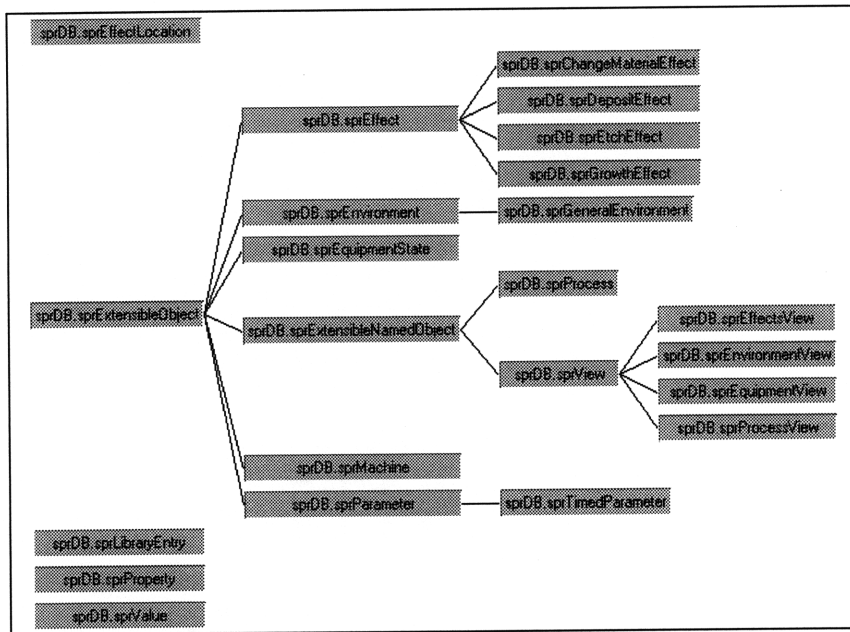 sprDB.sprEffectLocation
sprDB.sprChangeMaterialEffect
sprDB.sprDepositEffect
sprDB.sprEffect
sprDB.sprEtchEffect
sprDB.sprGrowthEffect
sprDB.sprEnvironment
sprDB.sprGeneralEnvironment
sprDB.sprEquipmentState
sprDB.sprProcess
sprDB.sprExtensibleObject
sprDB.sprExtensibleNamedObject
sprDB.sprEffectsView
sprDB.sprEnvironmentView
sprDB.sprView
sprDB.sprEquipmentView
sprDB.sprProcessView
sprDB.sprMachine
sprDB.sprParameter
sprDB.sprTimedParameter
sprDB.sprLibraryEntry
sprDB.sprProperty
sprDB.sprValue